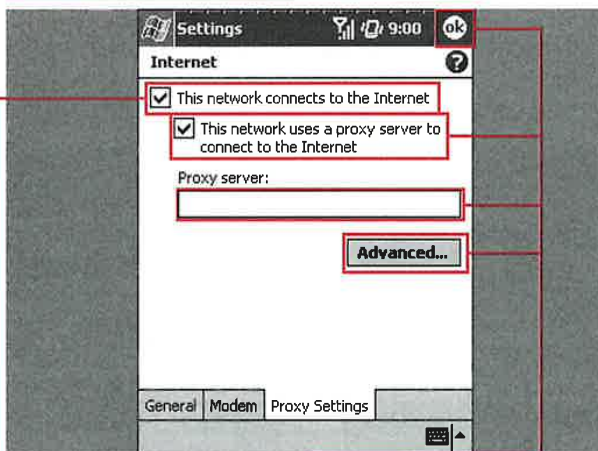 Settings 9:00 ok
Internet ?
This network connects to the Internet
This network uses a proxy server to
connect to the Internet
Proxy server:
Advanced...
General Modem Proxy Settings